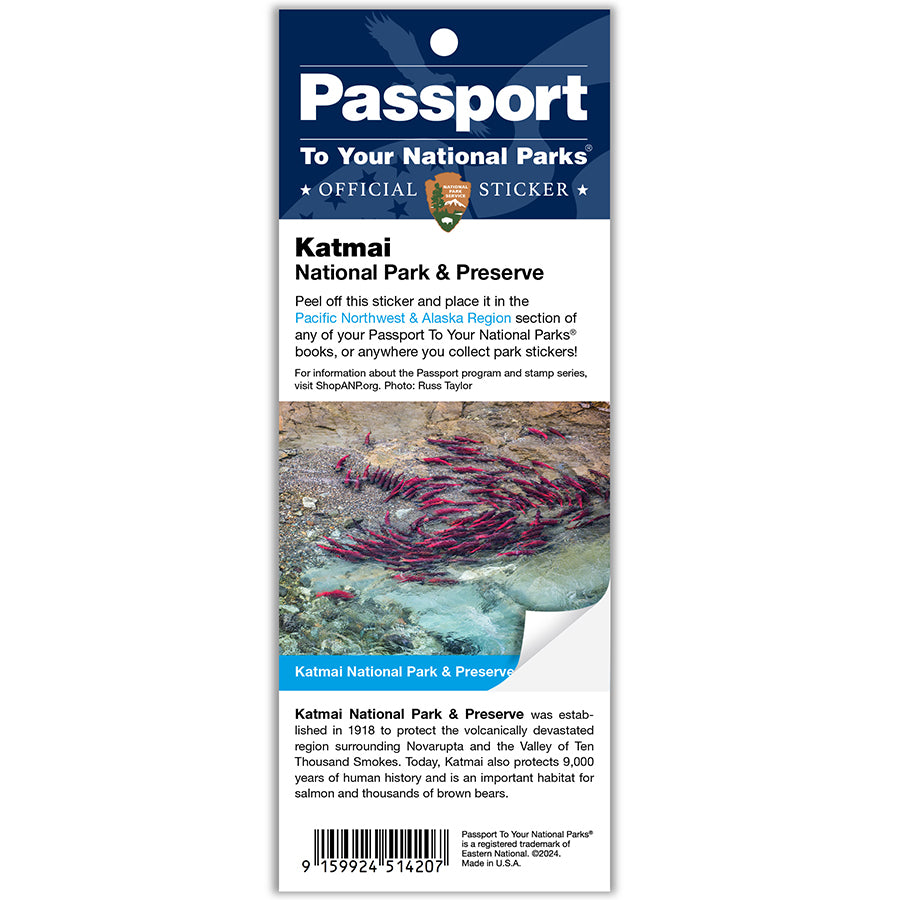 Passport
To Your National Parks®
★ OFFICIAL STICKER ★
NATIONAL
PARK
SERVICE
Katmai
National Park & Preserve
Peel off this sticker and place it in the
Pacific Northwest & Alaska Region section of
any of your Passport To Your National Parks®
books, or anywhere you collect park stickers!
For information about the Passport program and stamp series,
visit ShopANP.org. Photo: Russ Taylor
Katmai National Park & Preserve
Katmai National Park & Preserve was estab-
lished in 1918 to protect the volcanically devastated
region surrounding Novarupta and the Valley of Ten
Thousand Smokes. Today, Katmai also protects 9,000
years of human history and is an important habitat for
salmon and thousands of brown bears.
9 159924 514207
Passport To Your National Parks®
is a registered trademark of
Eastern National. ©2024.
Made in U.S.A.